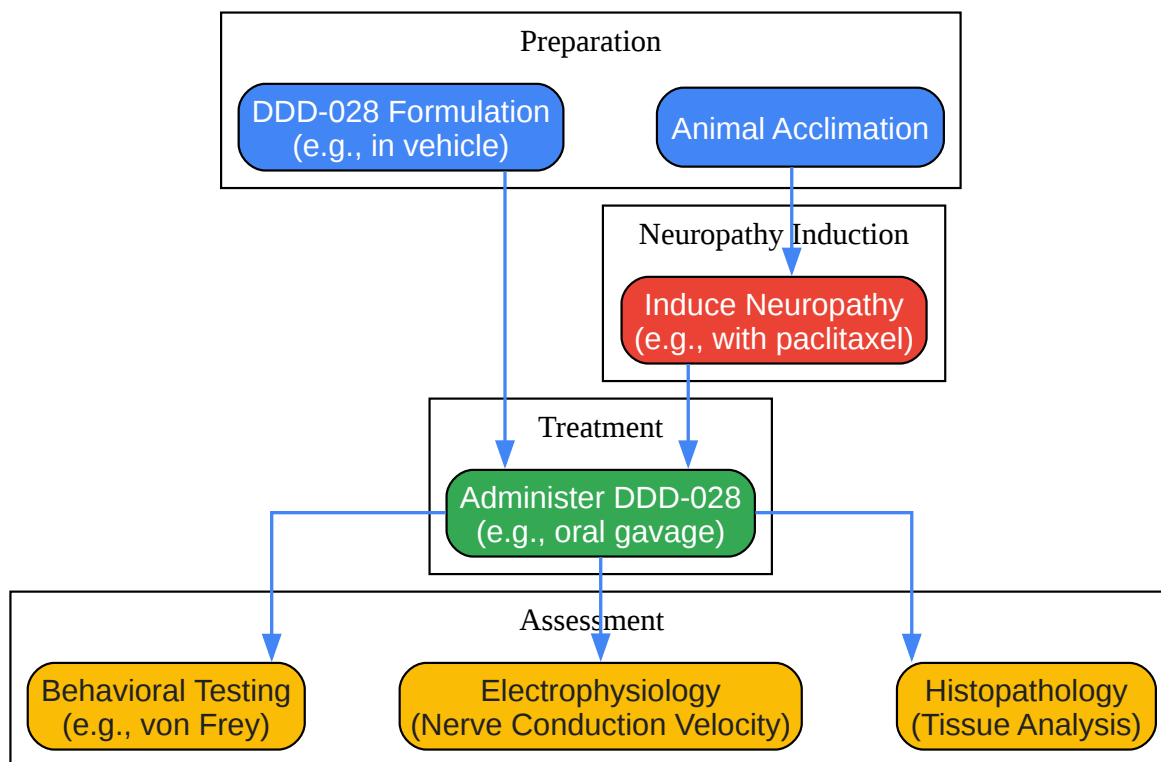 Preparation
DDD-028 Formulation
(e.g., in vehicle)
Animal Acclimation
Neuropathy Induction
Induce Neuropathy
(e.g., with paclitaxel)
Treatment
Administer DDD-028
(e.g., oral gavage)
Assessment
Behavioral Testing
(e.g., von Frey)
Electrophysiology
(Nerve Conduction Velocity)
Histopathology
(Tissue Analysis)